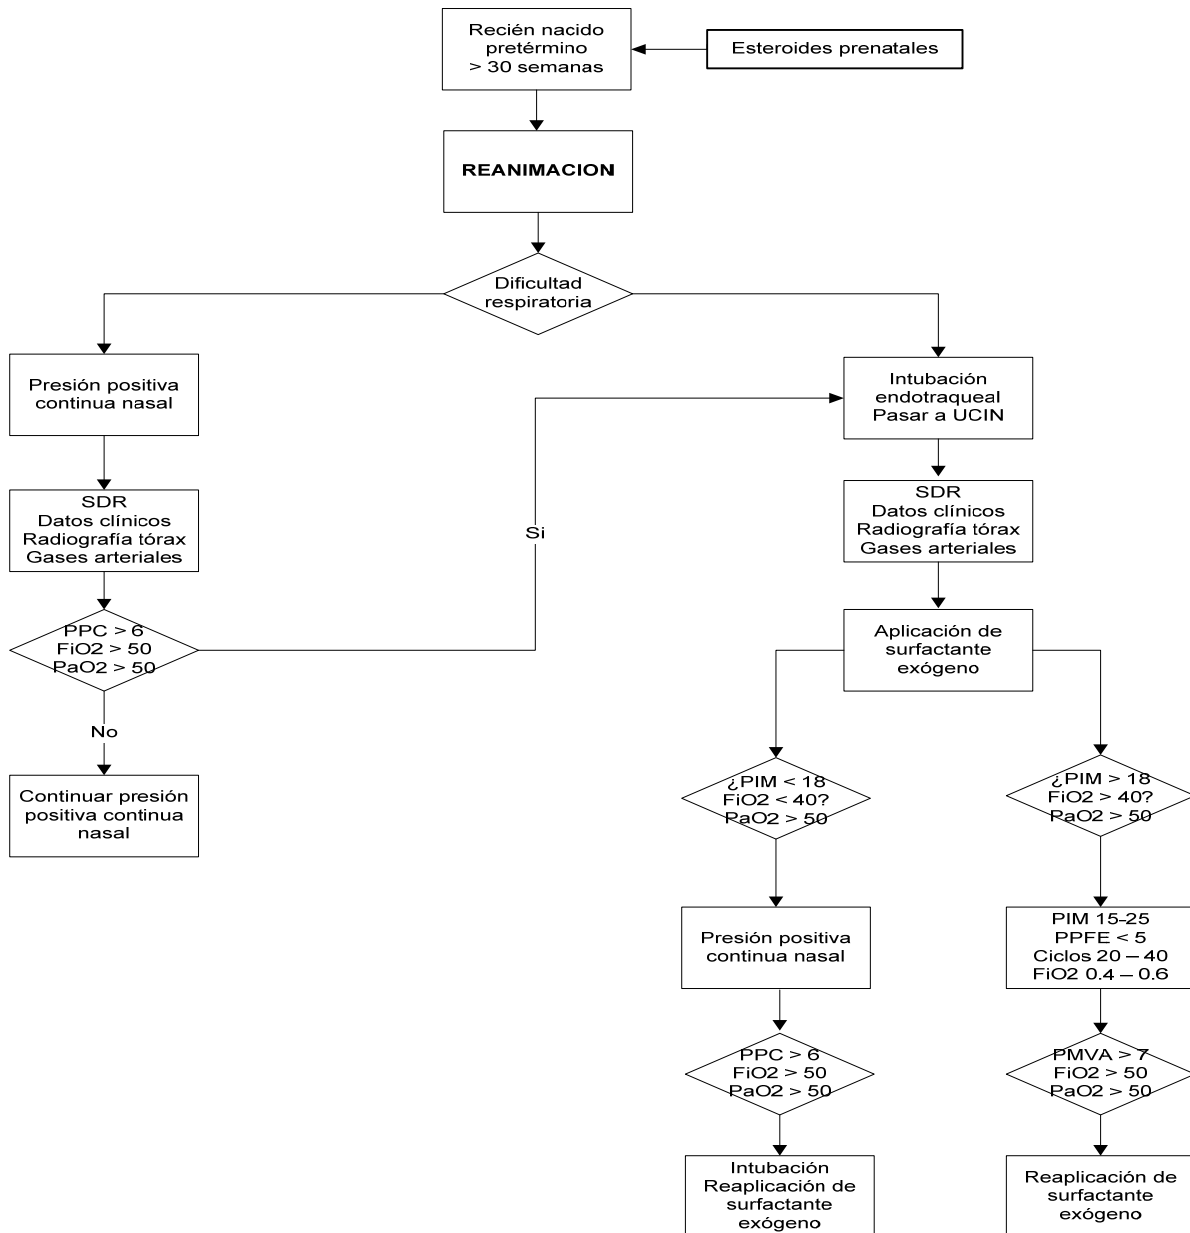 Recién nacido
pretérmino
> 30 semanas
Esteroides prenatales
REANIMACION
Dificultad
respiratoria
Presión positiva
continua nasal
Intubación
endotraqueal
Pasar a UCIN
SDR
Datos clínicos
Radiografía tórax
Gases arteriales
SDR
Datos clínicos
Radiografía tórax
Gases arteriales
Si
PPC > 6
FiO2 > 50
PaO2 > 50
Aplicación de
surfactante
exógeno
No
Continuar presión
positiva continua
nasal
¿PIM < 18
FiO2 < 40?
PaO2 > 50
¿PIM > 18
FiO2 > 40?
PaO2 > 50
Presión positiva
continua nasal
PIM 15-25
PPFE < 5
Ciclos 20 – 40
FiO2 0.4 – 0.6
PPC > 6
FiO2 > 50
PaO2 > 50
PMVA > 7
FiO2 > 50
PaO2 > 50
Intubación
Reaplicación de
surfactante
exógeno
Reaplicación de
surfactante
exógeno